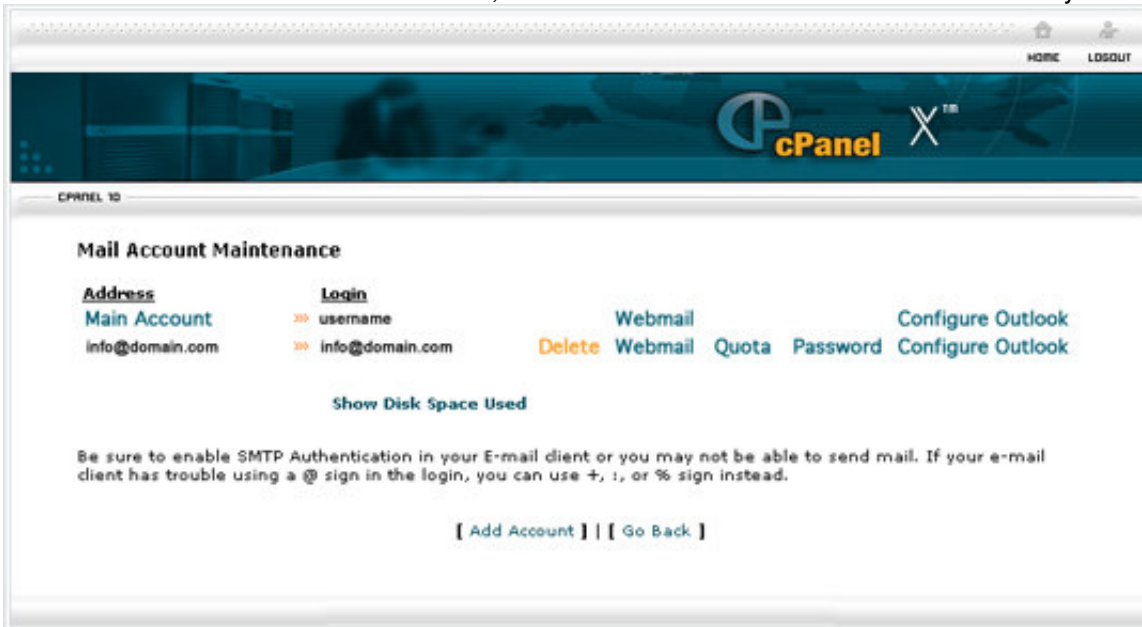 HOME LOGOUT
cPanel X™
CPANEL 10
Mail Account Maintenance
Address Login
Main Account »» username Webmail Configure Outlook
info@domain.com »» info@domain.com Delete Webmail Quota Password Configure Outlook
Show Disk Space Used
Be sure to enable SMTP Authentication in your E-mail client or you may not be able to send mail. If your e-mail
client has trouble using a @ sign in the login, you can use +, :, or % sign instead.
[ Add Account ] | [ Go Back ]